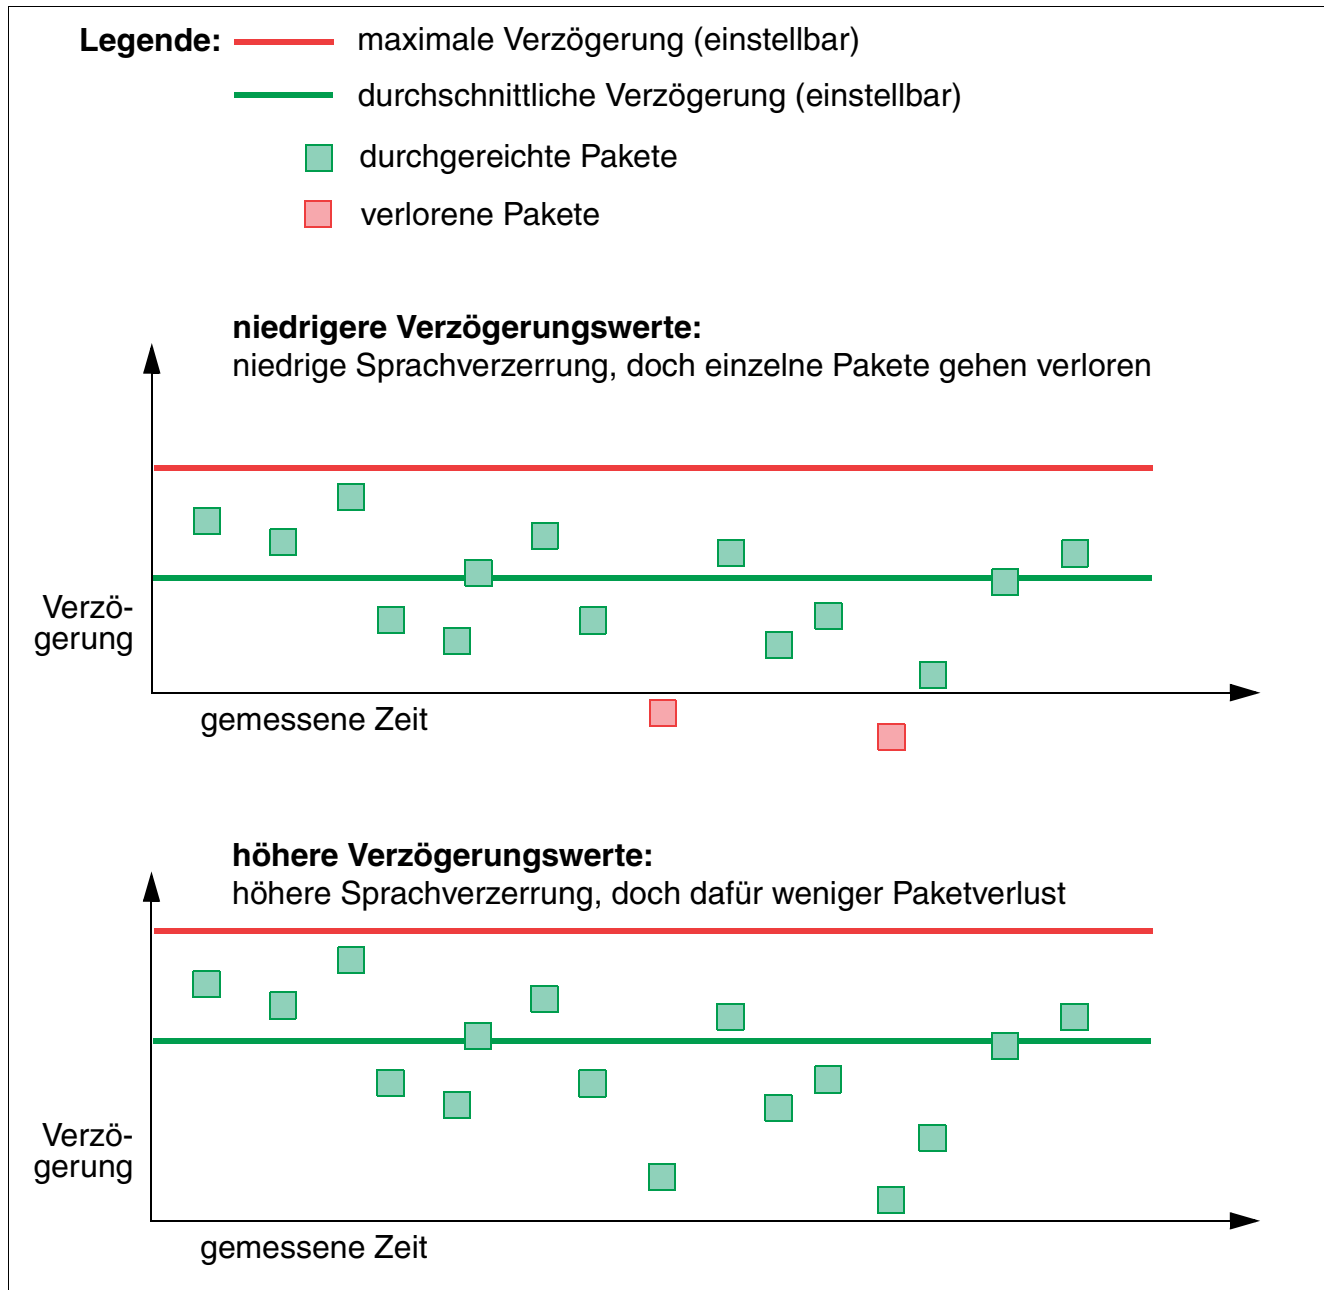 Legende:
maximale Verzögerung (einstellbar)
durchschnittliche Verzögerung (einstellbar)
durchgereichte Pakete
verlorene Pakete
niedrigere Verzögerungswerte:
niedrige Sprachverzerrung, doch einzelne Pakete gehen verloren
Verzö-
gerung
gemessene Zeit
höhere Verzögerungswerte:
höhere Sprachverzerrung, doch dafür weniger Paketverlust
Verzö-
gerung
gemessene Zeit